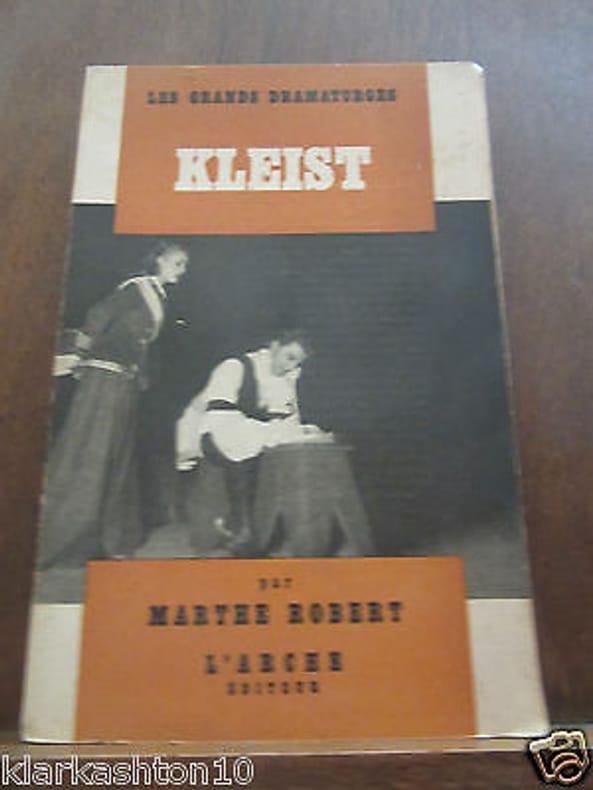 LES GRANDS DRAMATURGES
KLEIST
par
MARTHE ROBERT
L'ARCHE
EDITEUR
klarkashton10